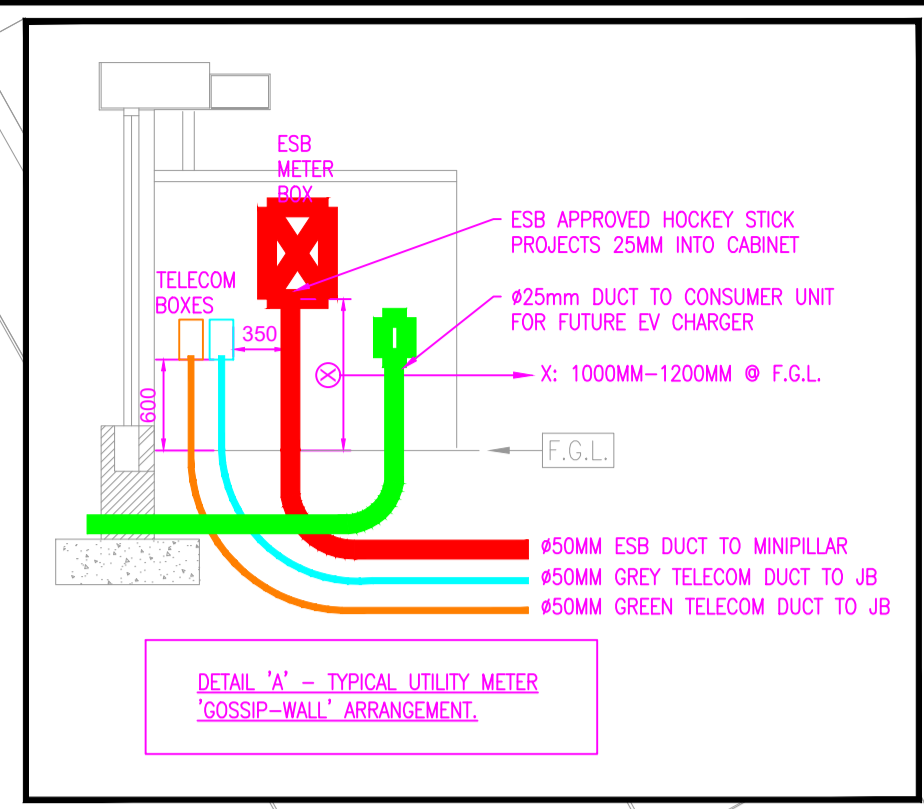 ESB
METER
BOX
ESB APPROVED HOCKEY STICK
PROJECTS 25MM INTO CABINET
TELECOM
BOXES
ø25mm DUCT TO CONSUMER UNIT
FOR FUTURE EV CHARGER
350
X
X: 1000MM-1200MM @ F.G.L.
600
F.G.L.
ø50MM ESB DUCT TO MINIPILLAR
ø50MM GREY TELECOM DUCT TO JB
ø50MM GREEN TELECOM DUCT TO JB
DETAIL 'A' - TYPICAL UTILITY METER
'GOSSIP-WALL' ARRANGEMENT.